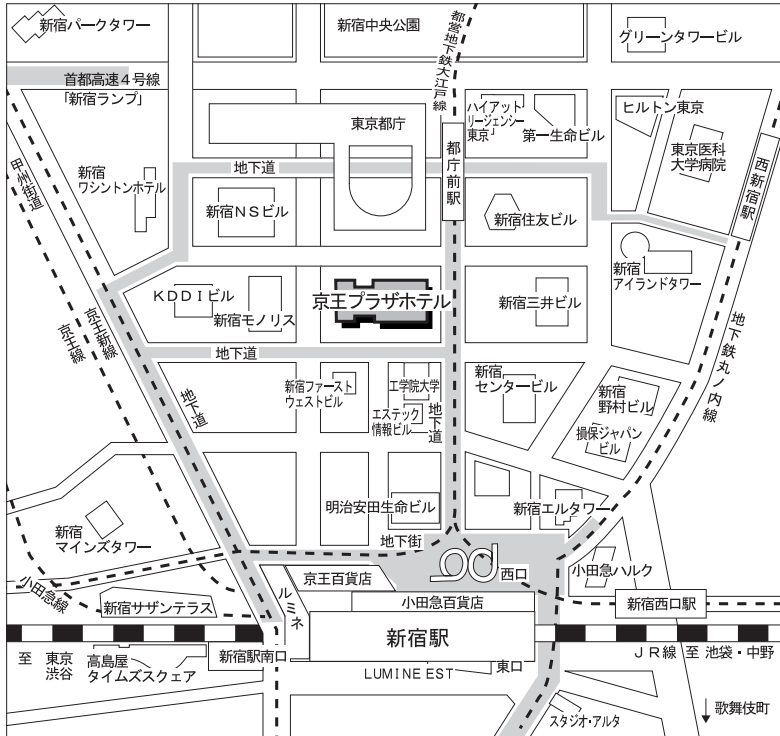 新宿パークタワー
新宿中央公園
都営地下鉄大江戸線
グリーンタワービル
首都高速4号線
「新宿ランプ」
東京都庁
ハイアット
リージェンシー
東京
第一生命ビル
ヒルトン東京
東京医科
大学病院
西新宿駅
甲州街道
新宿
ワシントンホテル
地下道
都庁前駅
新宿NSビル
新宿住友ビル
新宿
アイランドタワー
KDDIビル
新宿モノリス
京王プラザホテル
新宿三井ビル
京王新線
京王線
地下道
地下鉄丸ノ内線
地下道
新宿ファースト
ウェストビル
工学院大学
エステック
情報ビル
地下道
新宿
センタービル
新宿
野村ビル
損保ジャパン
ビル
明治安田生命ビル
新宿エルタワー
新宿
マインズタワー
地下街
西口
小田急ハルク
小田急線
新宿サザンテラス
ルミネ
京王百貨店
小田急百貨店
新宿西口駅
新宿駅
至 東京
渋谷
高島屋
タイムズスクェア
新宿駅南口
LUMINE EST
東口
JR線 至 池袋・中野
スタジオ・アルタ
↓歌舞伎町